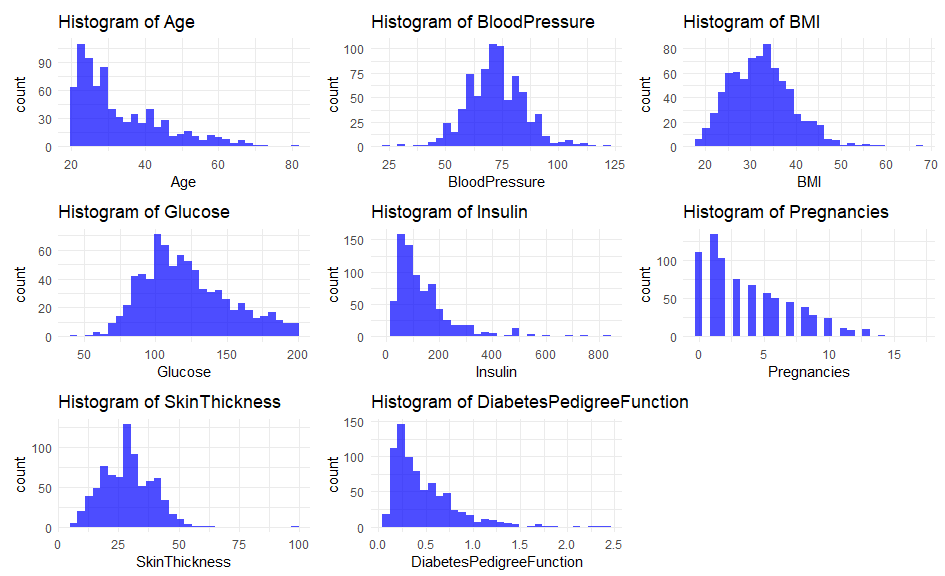 Histogram of Age
count
90
60
30
0
20 40 60 80
Age
Histogram of BloodPressure
count
100
75
50
25
0
25 50 75 100 125
BloodPressure
Histogram of BMI
count
80
60
40
20
0
20 30 40 50 60 70
BMI
Histogram of Glucose
count
60
40
20
0
50 100 150 200
Glucose
Histogram of Insulin
count
150
100
50
0
0 200 400 600 800
Insulin
Histogram of Pregnancies
count
100
50
0
0 5 10 15
Pregnancies
Histogram of SkinThickness
count
100
50
0
0 25 50 75 100
SkinThickness
Histogram of DiabetesPedigreeFunction
count
150
100
50
0
0.0 0.5 1.0 1.5 2.0 2.5
DiabetesPedigreeFunction